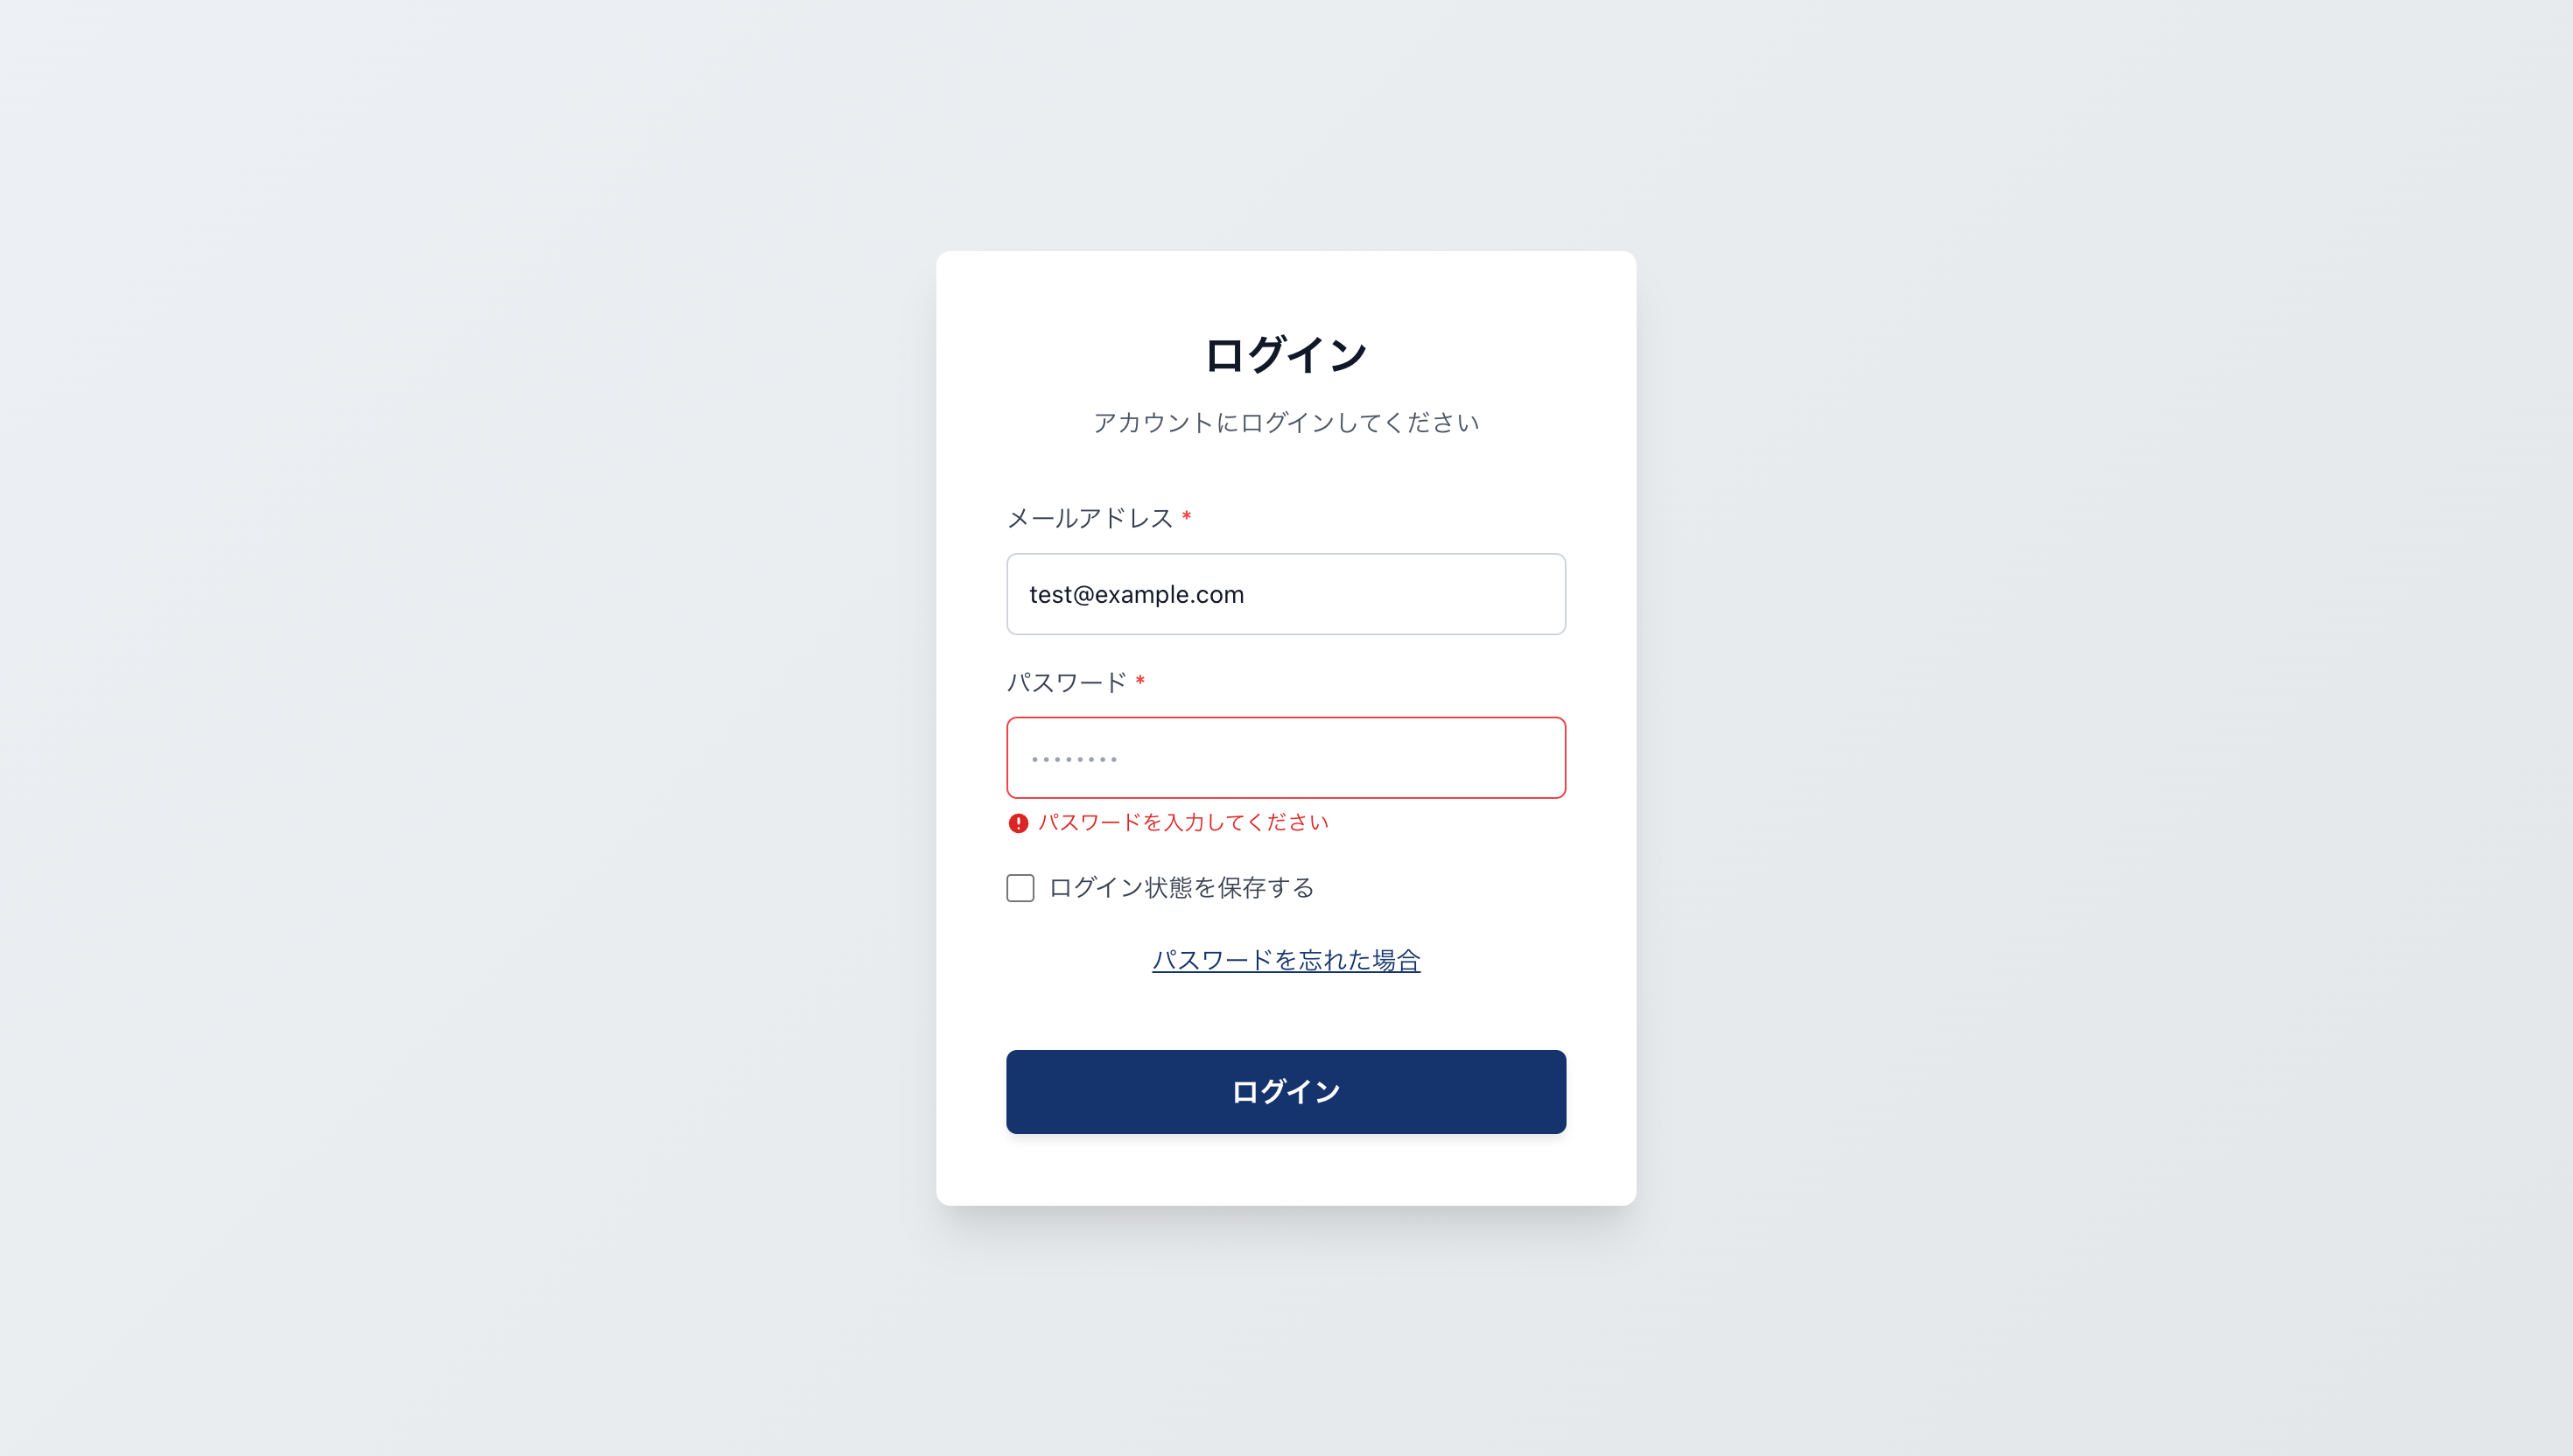 ログイン
アカウントにログインしてください
メールアドレス *
test@example.com
パスワード *
••••••••
パスワードを入力してください
ログイン状態を保存する
パスワードを忘れた場合
ログイン